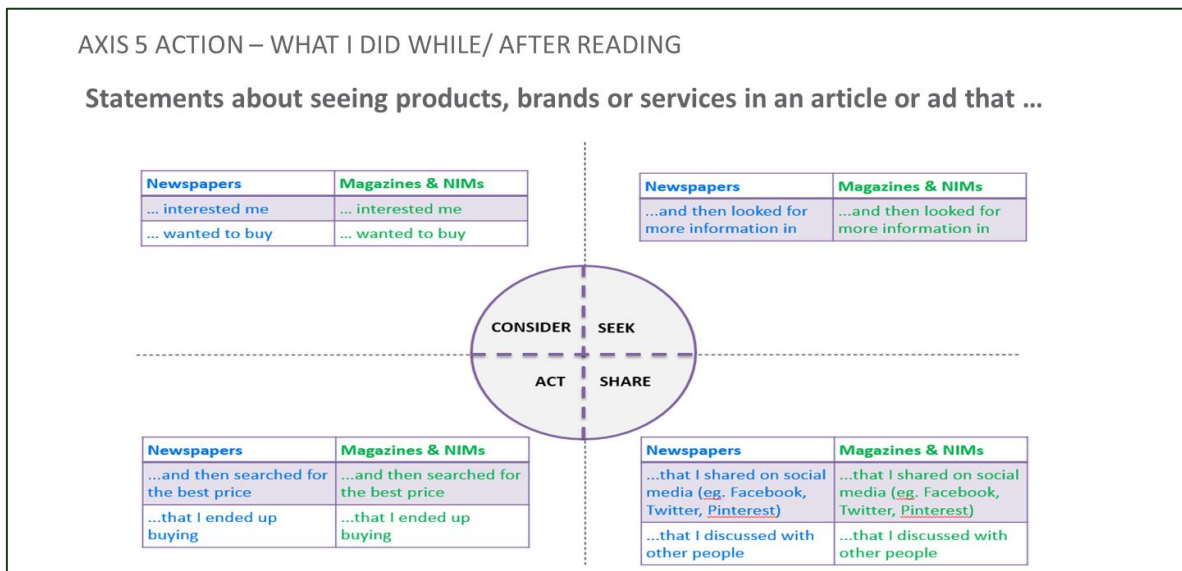 AXIS 5 ACTION – WHAT I DID WHILE/ AFTER READING
Statements about seeing products, brands or services in an article or ad that ...
Newspapers Magazines & NIMs
... interested me ... interested me
... wanted to buy ... wanted to buy
Newspapers Magazines & NIMs
...and then looked for ...and then looked for
more information in more information in
CONSIDER SEEK
ACT SHARE
Newspapers Magazines & NIMs
...and then searched for ...and then searched for
the best price the best price
...that I ended up ...that I ended up
buying buying
Newspapers Magazines & NIMs
...that I shared on social ...that I shared on social
media (eg. Facebook, media (eg. Facebook,
Twitter, Pinterest) Twitter, Pinterest)
...that I discussed with ...that I discussed with
other people other people